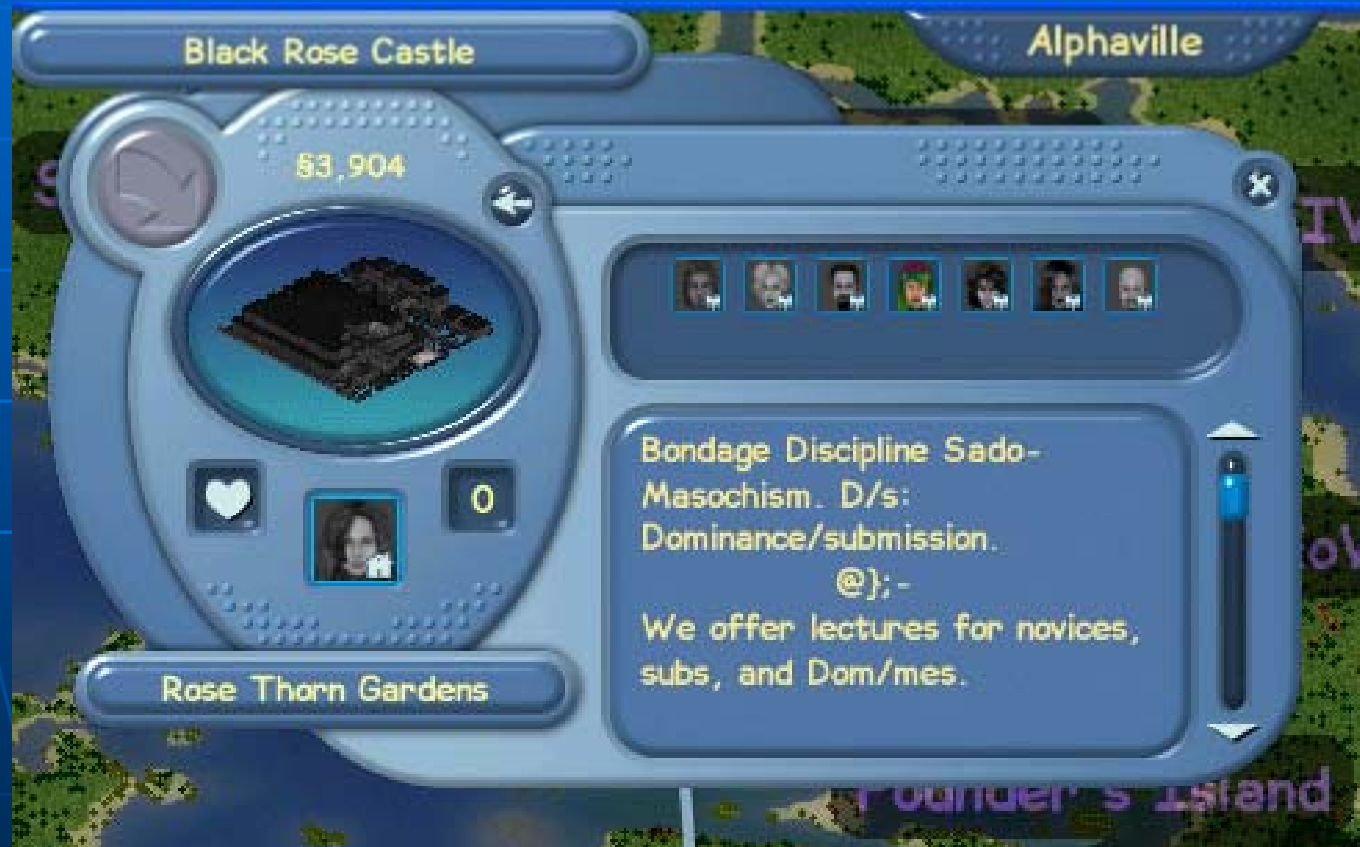 Black Rose Castle
Alphaville
§3,904
Bondage Discipline Sado-
Masochism. D/s:
Dominance/submission.
@};-
We offer lectures for novices,
subs, and Dom/mes.
0
Rose Thorn Gardens
Founder's Island